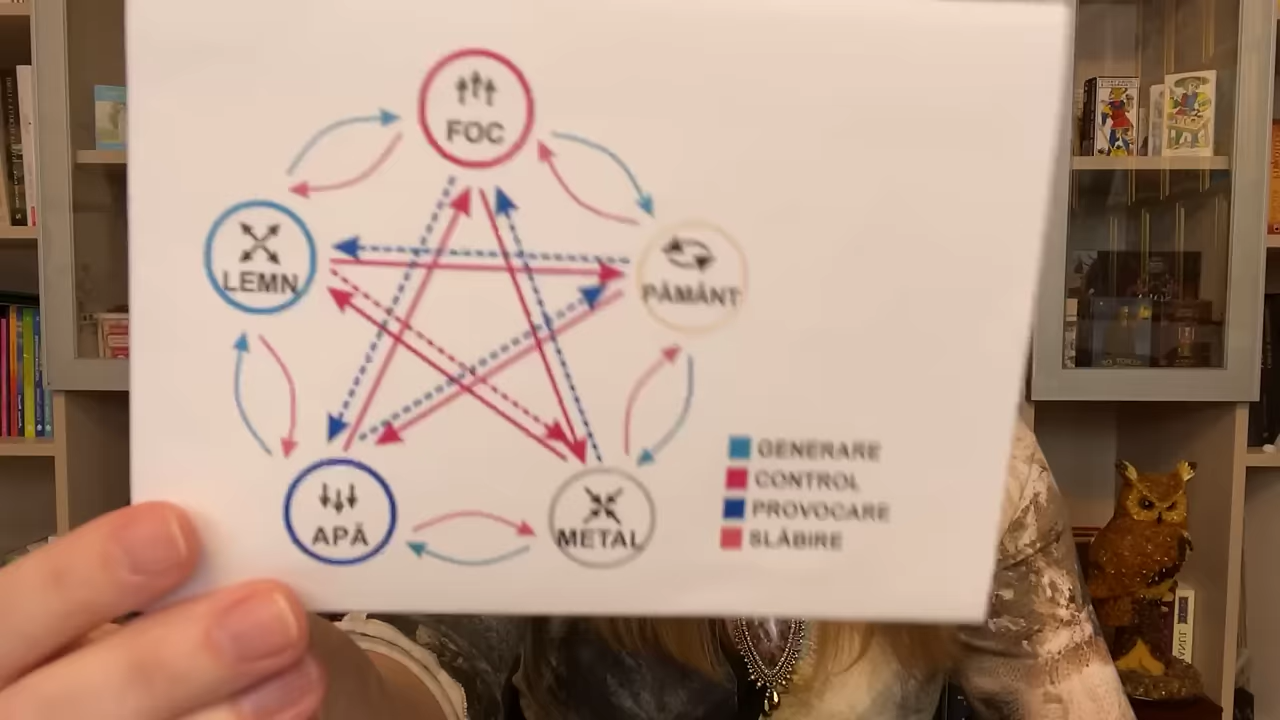 FOC
LEMN
PĂMÂNT
APĂ
METAL
GENERARE
CONTROL
PROVOCARE
SLĂBIRE